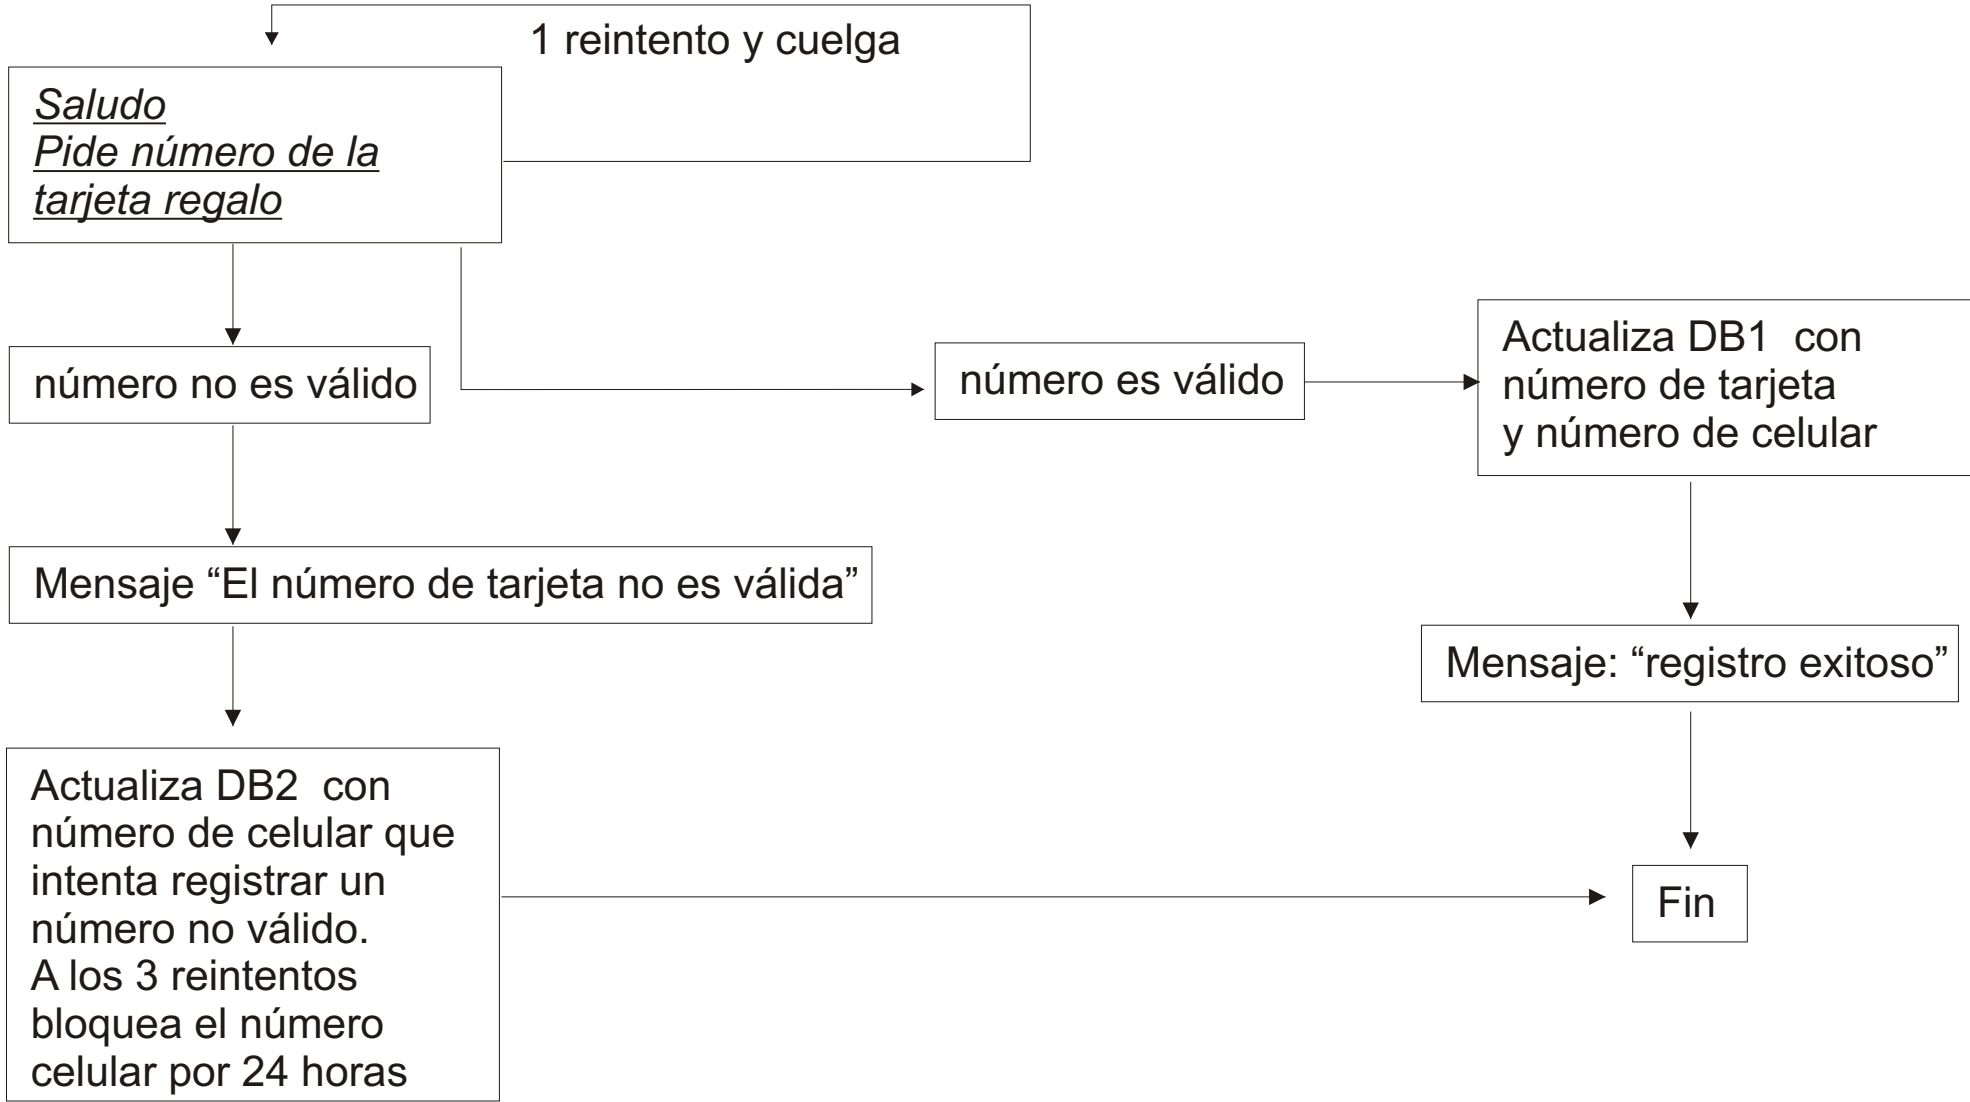 1 reintento y cuelga
Saludo
Pide número de la
tarjeta regalo
número no es válido
número es válido
Actualiza DB1  con
número de tarjeta
y número de celular
Mensaje “El número de tarjeta no es válida”
Mensaje: “registro exitoso”
Actualiza DB2  con
número de celular que
intenta registrar un
número no válido.
A los 3 reintentos
bloquea el número
celular por 24 horas
Fin